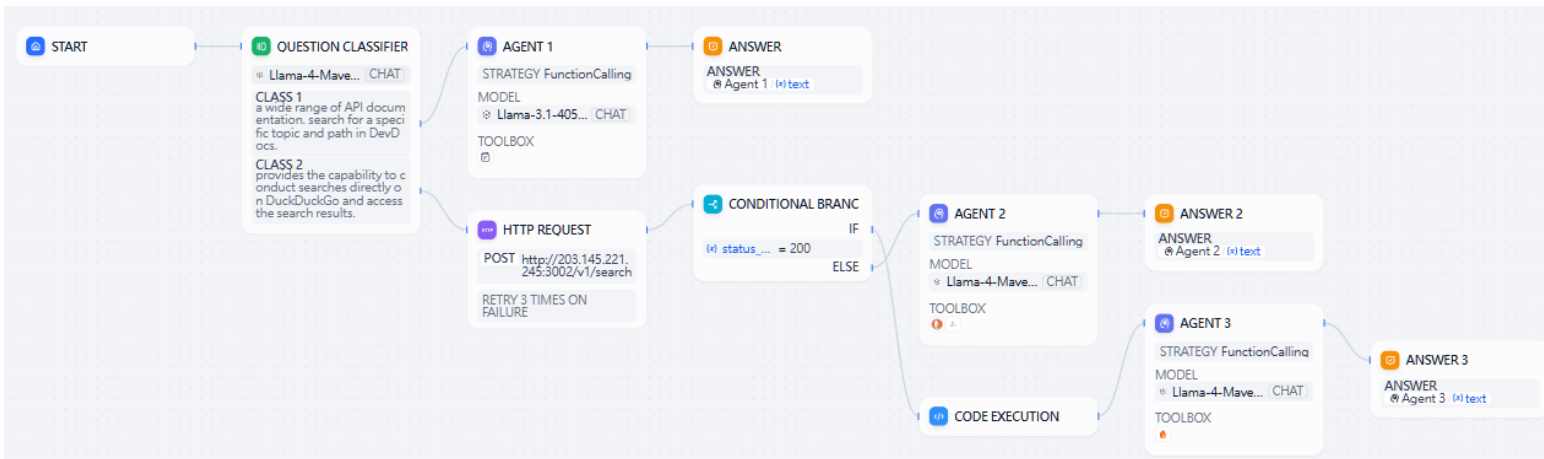 START
QUESTION CLASSIFIER
Llama-4-Mave... CHAT
CLASS 1
a wide range of API docum
entation. search for a speci
fic topic and path in DevD
ocs.
CLASS 2
provides the capability to c
onduct searches directly o
n DuckDuckGo and access
the search results.
AGENT 1
STRATEGY FunctionCalling
MODEL
Llama-3.1-405... CHAT
TOOLBOX
ANSWER
ANSWER
Agent 1 / {x} text
HTTP REQUEST
POST http://203.145.221.
245:3002/v1/search
RETRY 3 TIMES ON
FAILURE
CONDITIONAL BRANC
IF
{x} status_... = 200
ELSE
AGENT 2
STRATEGY FunctionCalling
MODEL
Llama-4-Mave... CHAT
TOOLBOX
ANSWER 2
ANSWER
Agent 2 / {x} text
CODE EXECUTION
AGENT 3
STRATEGY FunctionCalling
MODEL
Llama-4-Mave... CHAT
TOOLBOX
ANSWER 3
ANSWER
Agent 3 / {x} text